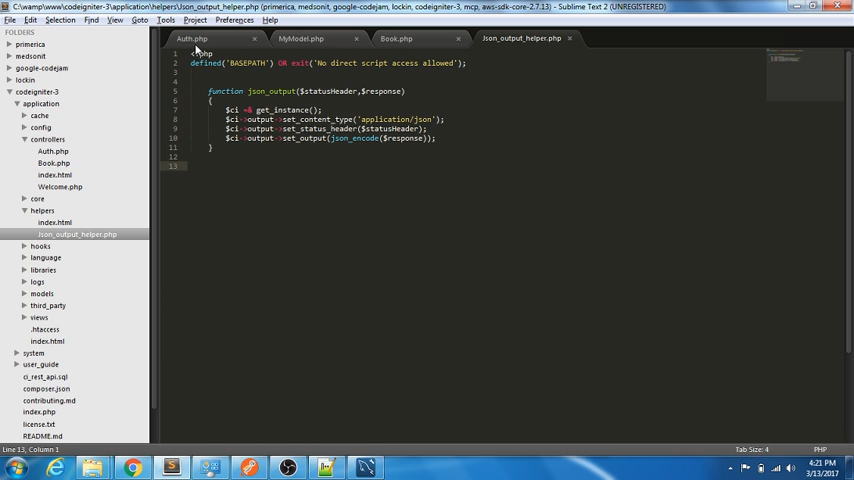 C:\wamp\www\codeigniter-3\application\helpers\Json_output_helper.php (primerica, medsonit, google-codejam, lockin, codeigniter-3, mcp, aws-sdk-core-2.7.13) - Sublime Text 2 (UNREGISTERED)
File Edit Selection Find View Goto Tools Project Preferences Help
FOLDERS
primerica
medsonit
google-codejam
lockin
codeigniter-3
application
cache
config
controllers
Auth.php
Book.php
index.html
Welcome.php
core
helpers
index.html
Json_output_helper.php
hooks
language
libraries
logs
models
third_party
views
.htaccess
index.html
system
user_guide
ci_rest_api.sql
composer.json
contributing.md
index.php
license.txt
README.md
Auth.php MyModel.php Book.php Json_output_helper.php
1 <?php
2 defined('BASEPATH') OR exit('No direct script access allowed');
3
4
5 function json_output($statusHeader,$response)
6 {
7 $ci =& get_instance();
8 $ci->output->set_content_type('application/json');
9 $ci->output->set_status_header($statusHeader);
10 $ci->output->set_output(json_encode($response));
11 }
12
13
Line 13, Column 1 Tab Size: 4 PHP
4:21 PM
3/13/2017